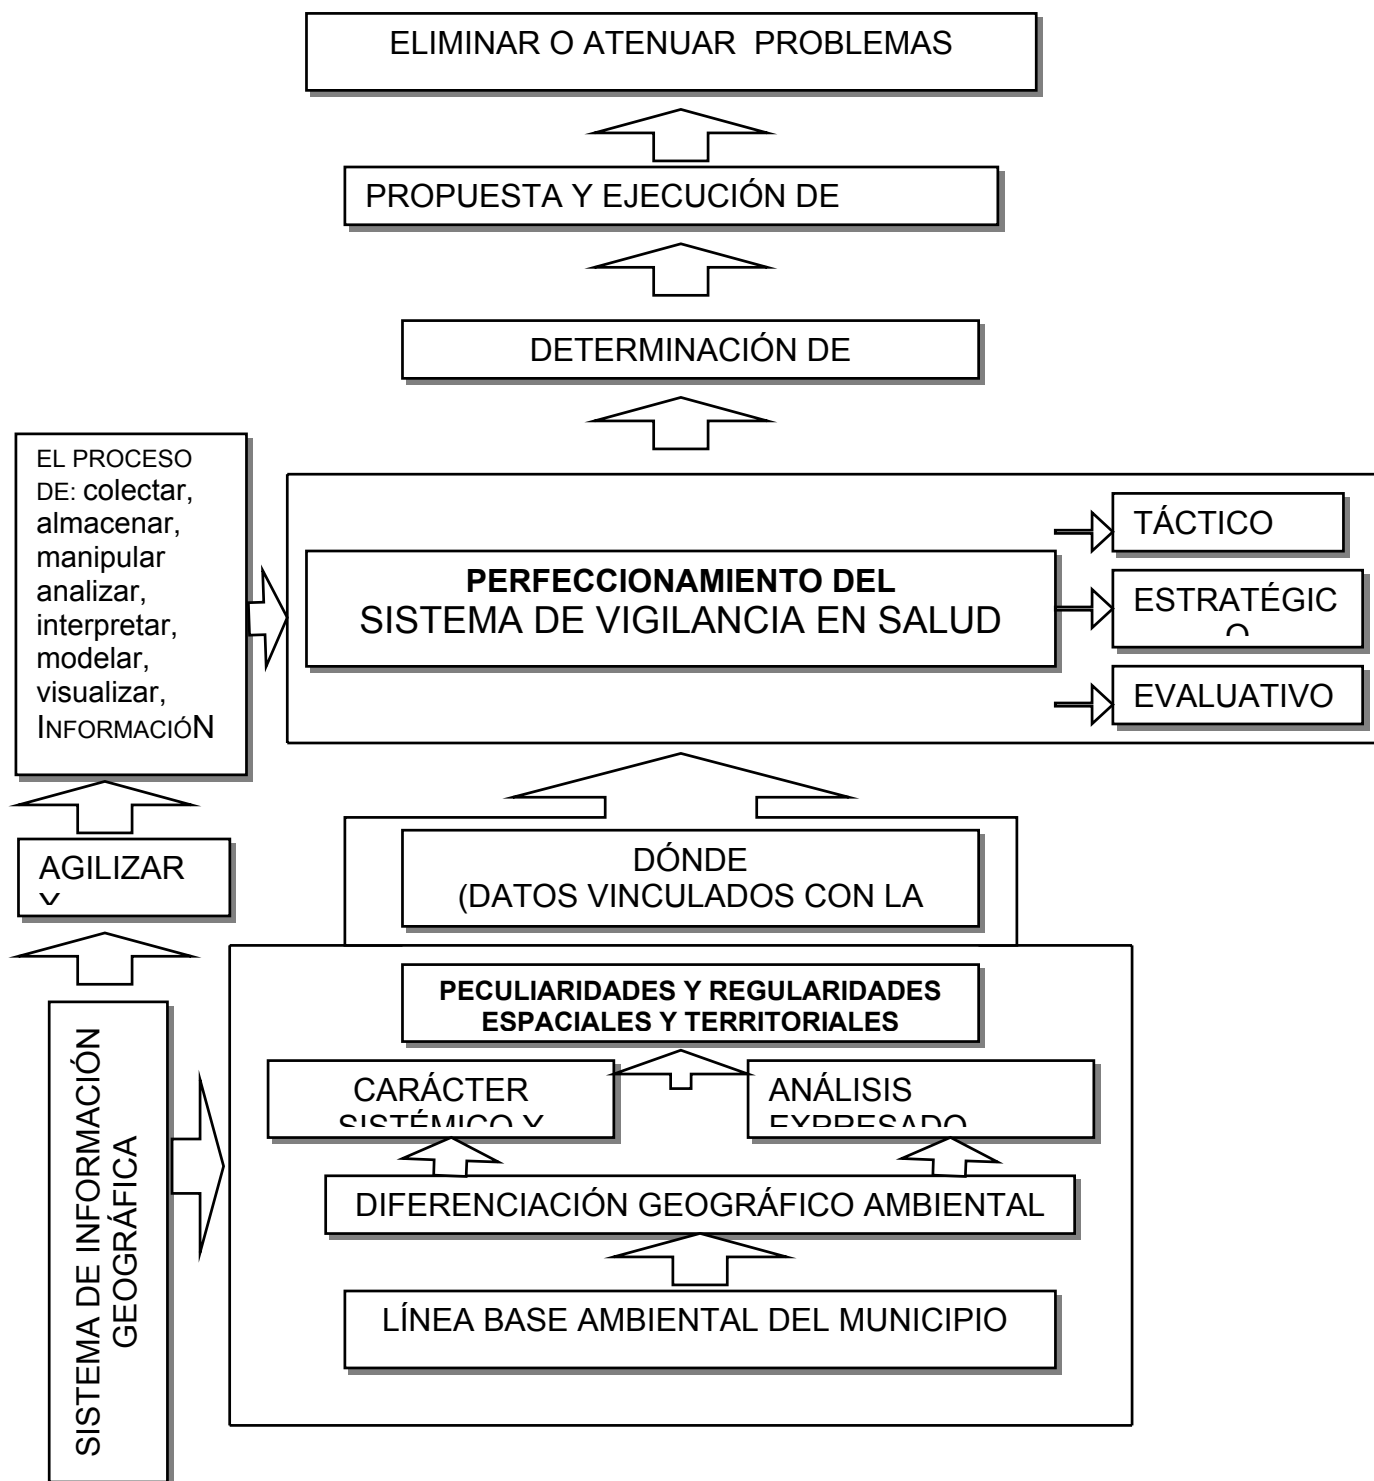 ELIMINAR O ATENUAR PROBLEMAS
PROPUESTA Y EJECUCIÓN DE
DETERMINACIÓN DE
EL PROCESO
DE: colectar,
almacenar,
manipular
analizar,
interpretar,
modelar,
visualizar,
INFORMACIÓN
PERFECCIONAMIENTO DEL
SISTEMA DE VIGILANCIA EN SALUD
TÁCTICO
ESTRATÉGIC
O
EVALUATIVO
AGILIZAR
Y
DÓNDE
(DATOS VINCULADOS CON LA
PECULIARIDADES Y REGULARIDADES
ESPACIALES Y TERRITORIALES
CARÁCTER
SISTÉMICO Y
ANÁLISIS
EXPRESADO
DIFERENCIACIÓN GEOGRÁFICO AMBIENTAL
LÍNEA BASE AMBIENTAL DEL MUNICIPIO
SISTEMA DE INFORMACIÓN
GEOGRÁFICA